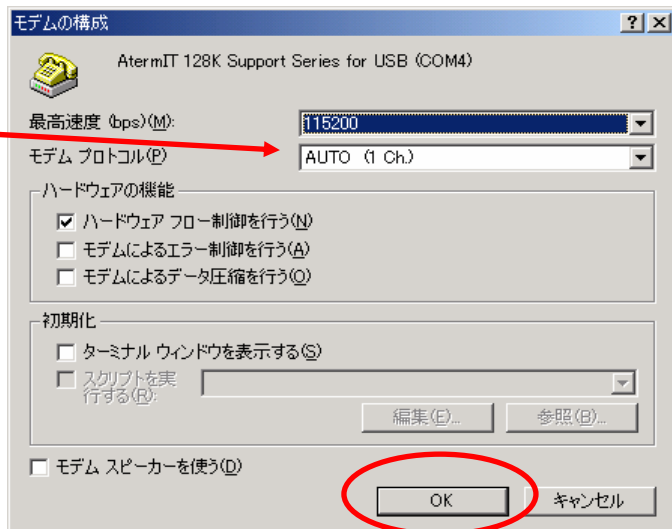 モデムの構成
AtermIT 128K Support Series for USB (COM4)
最高速度 (bps)(M):
115200
モデム プロトコル(P)
AUTO (1 Ch.)
ハードウェアの機能
ハードウェア フロー制御を行う(N)
モデムによるエラー制御を行う(A)
モデムによるデータ圧縮を行う(O)
初期化
ターミナル ウィンドウを表示する(S)
スクリプトを実
行する(R):
編集(E)... 参照(B)...
モデム スピーカーを使う(D)
OK キャンセル